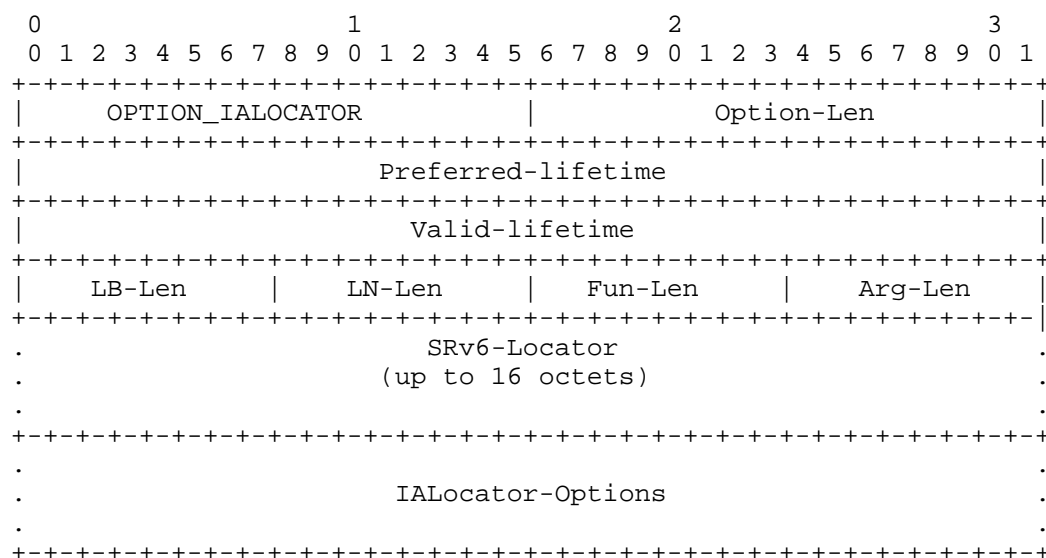 0                   1                   2                   3
 0 1 2 3 4 5 6 7 8 9 0 1 2 3 4 5 6 7 8 9 0 1 2 3 4 5 6 7 8 9 0 1
+-+-+-+-+-+-+-+-+-+-+-+-+-+-+-+-+-+-+-+-+-+-+-+-+-+-+-+-+-+-+-+-+
|     OPTION_IALOCATOR          |           Option-Len          |
+-+-+-+-+-+-+-+-+-+-+-+-+-+-+-+-+-+-+-+-+-+-+-+-+-+-+-+-+-+-+-+-+
|                      Preferred-lifetime                       |
+-+-+-+-+-+-+-+-+-+-+-+-+-+-+-+-+-+-+-+-+-+-+-+-+-+-+-+-+-+-+-+-+
|                        Valid-lifetime                         |
+-+-+-+-+-+-+-+-+-+-+-+-+-+-+-+-+-+-+-+-+-+-+-+-+-+-+-+-+-+-+-+-+
|    LB-Len     |    LN-Len     |   Fun-Len     |    Arg-Len    |
+-+-+-+-+-+-+-+-+-+-+-+-+-+-+-+-+-+-+-+-+-+-+-+-+-+-+-+-+-+-+-+-|
.                         SRv6-Locator                          .
.                      (up to 16 octets)                        .
.                                                               .
+-+-+-+-+-+-+-+-+-+-+-+-+-+-+-+-+-+-+-+-+-+-+-+-+-+-+-+-+-+-+-+-+
.                                                               .
.                       IALocator-Options                       .
.                                                               .
+-+-+-+-+-+-+-+-+-+-+-+-+-+-+-+-+-+-+-+-+-+-+-+-+-+-+-+-+-+-+-+-+